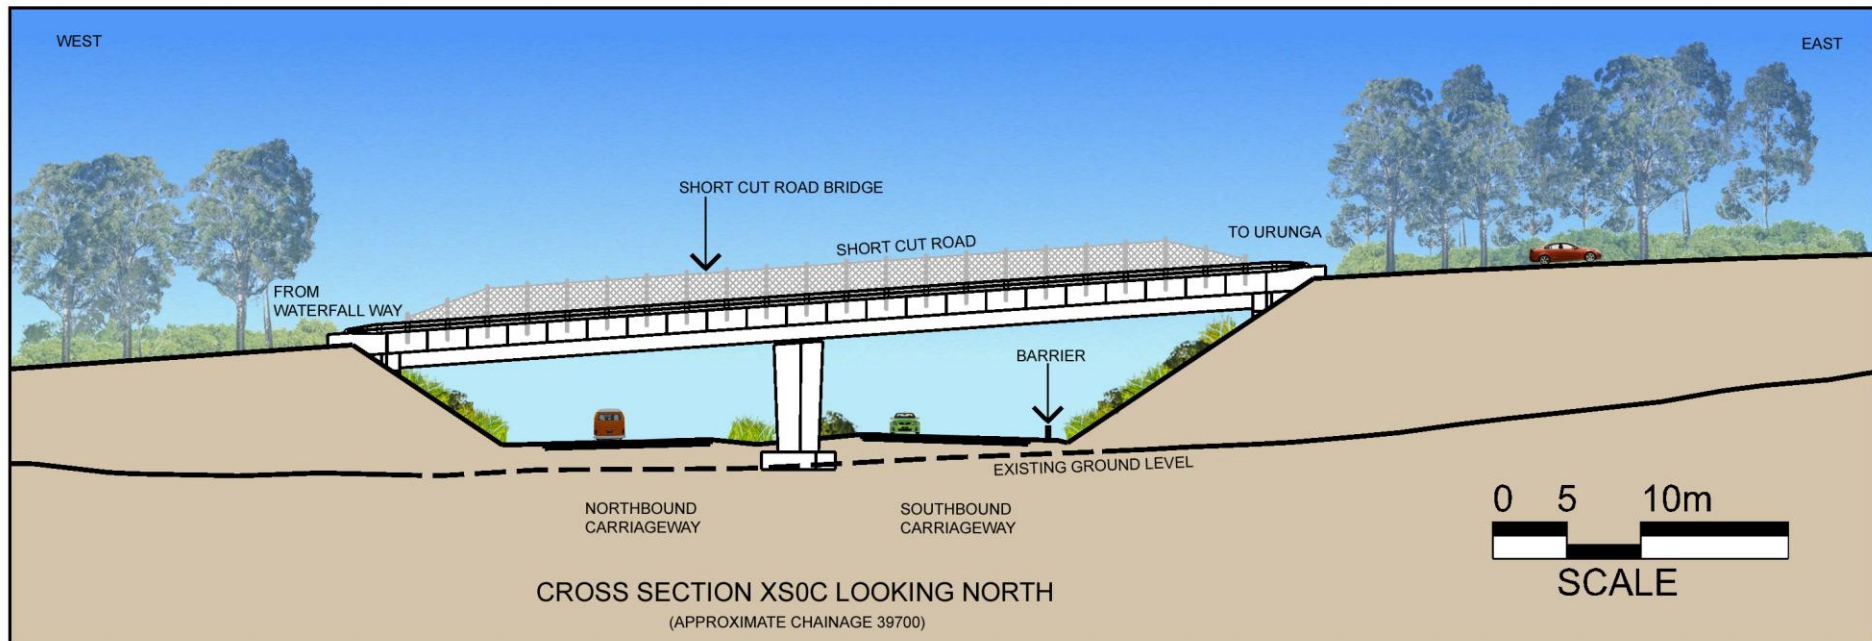 WEST
EAST
SHORT CUT ROAD BRIDGE
SHORT CUT ROAD
TO URUNGA
FROM
WATERFALL WAY
BARRIER
EXISTING GROUND LEVEL
NORTHBOUND
CARRIAGEWAY
SOUTHBOUND
CARRIAGEWAY
0 5 10m
SCALE
CROSS SECTION XS0C LOOKING NORTH
(APPROXIMATE CHAINAGE 39700)